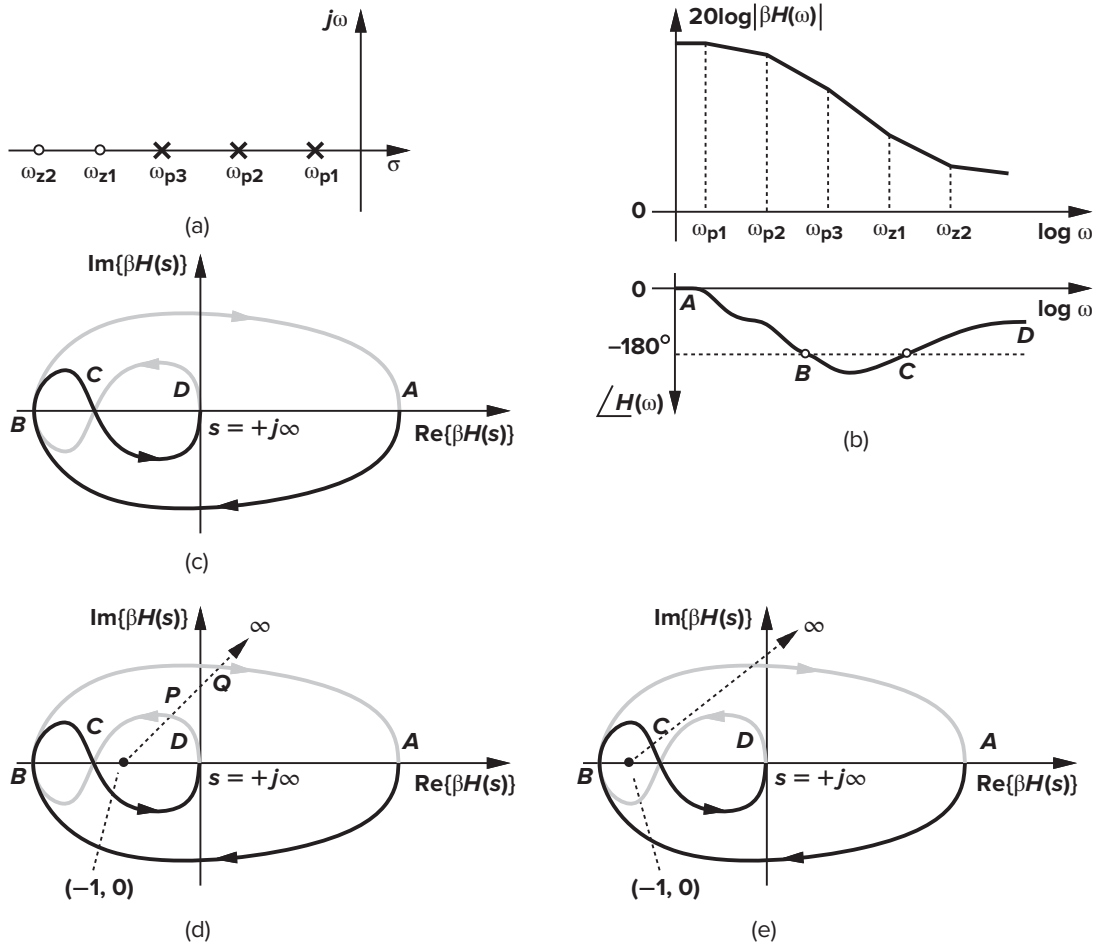 jω
σ
ωz2 ωz1 ωp3 ωp2 ωp1
(a)
20log|βH(ω)|
0
ωp1 ωp2 ωp3 ωz1 ωz2 log ω
0
A
log ω
−180°
B
C
D
∠H(ω)
(b)
Im{βH(s)}
C
D
A
B
s = +j∞
Re{βH(s)}
(c)
Im{βH(s)}
∞
P
Q
C
D
A
B
s = +j∞
Re{βH(s)}
(−1, 0)
(d)
Im{βH(s)}
∞
C
D
A
B
s = +j∞
Re{βH(s)}
(−1, 0)
(e)